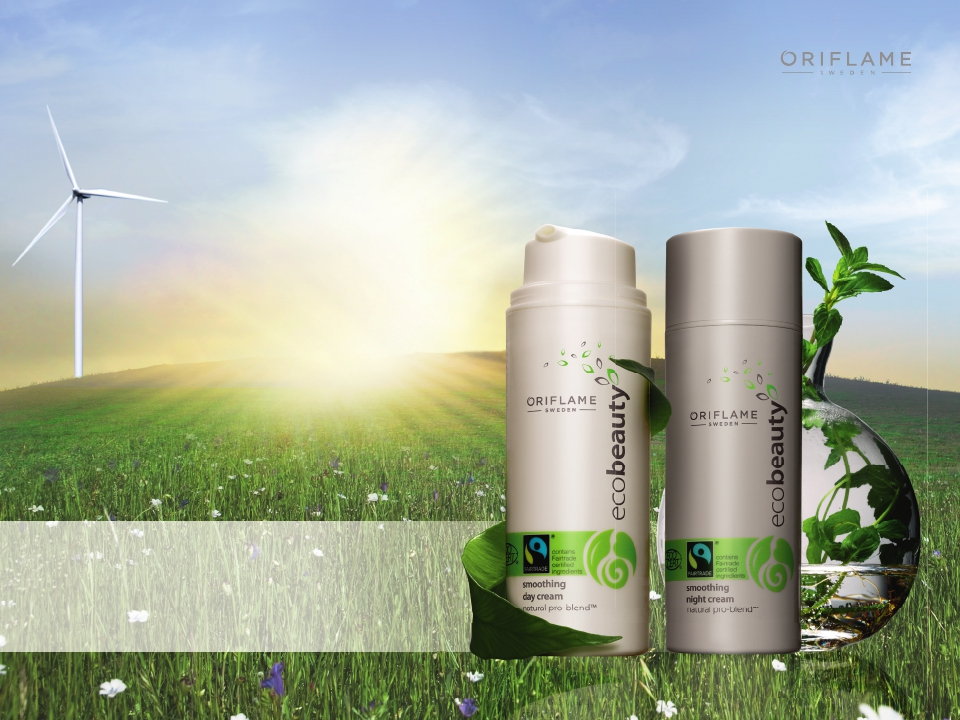 ORIFLAME
SWEDEN
ORIFLAME
SWEDEN
ecobeauty
FAIRTRADE
contains
Fairtrade
certified
ingredients
smoothing
day cream
natural pro-blend™
ORIFLAME
SWEDEN
ecobeauty
FAIRTRADE
contains
Fairtrade
certified
ingredients
smoothing
night cream
natural pro-blend™